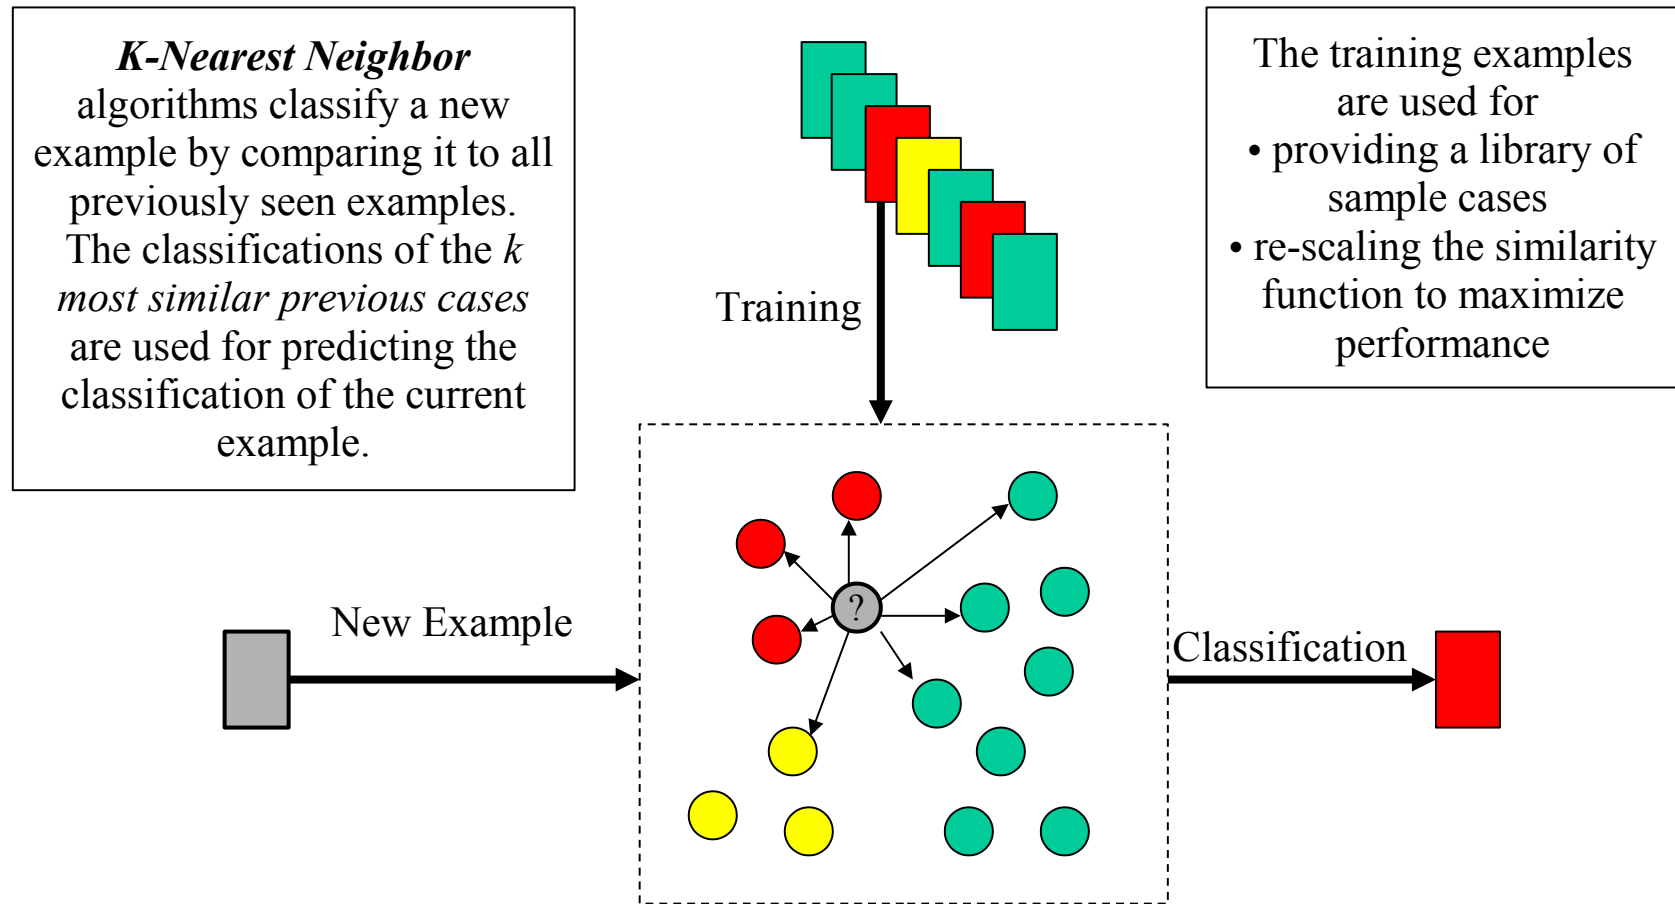 K-Nearest Neighbor
algorithms classify a new
example by comparing it to all
previously seen examples.
The classifications of the k
most similar previous cases
are used for predicting the
classification of the current
example.
The training examples
are used for
• providing a library of
sample cases
• re-scaling the similarity
function to maximize
performance
Training
?
New Example
Classification